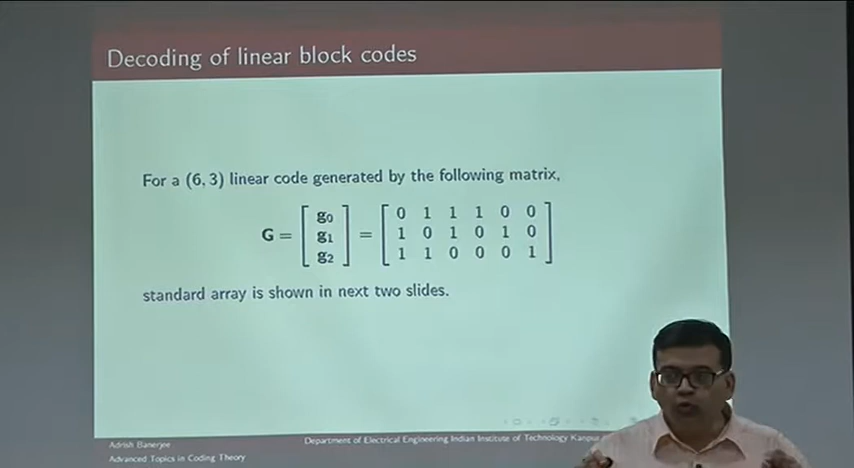 Decoding of linear block codes
For a (6, 3) linear code generated by the following matrix,
G = [ g0 g1 g2 ] = [ 0 1 1 1 0 0
1 0 1 0 1 0
1 1 0 0 0 1 ]
standard array is shown in next two slides.
Adrish Banerjee
Department of Electrical Engineering Indian Institute of Technology Kanpur
Advanced Topics in Coding Theory